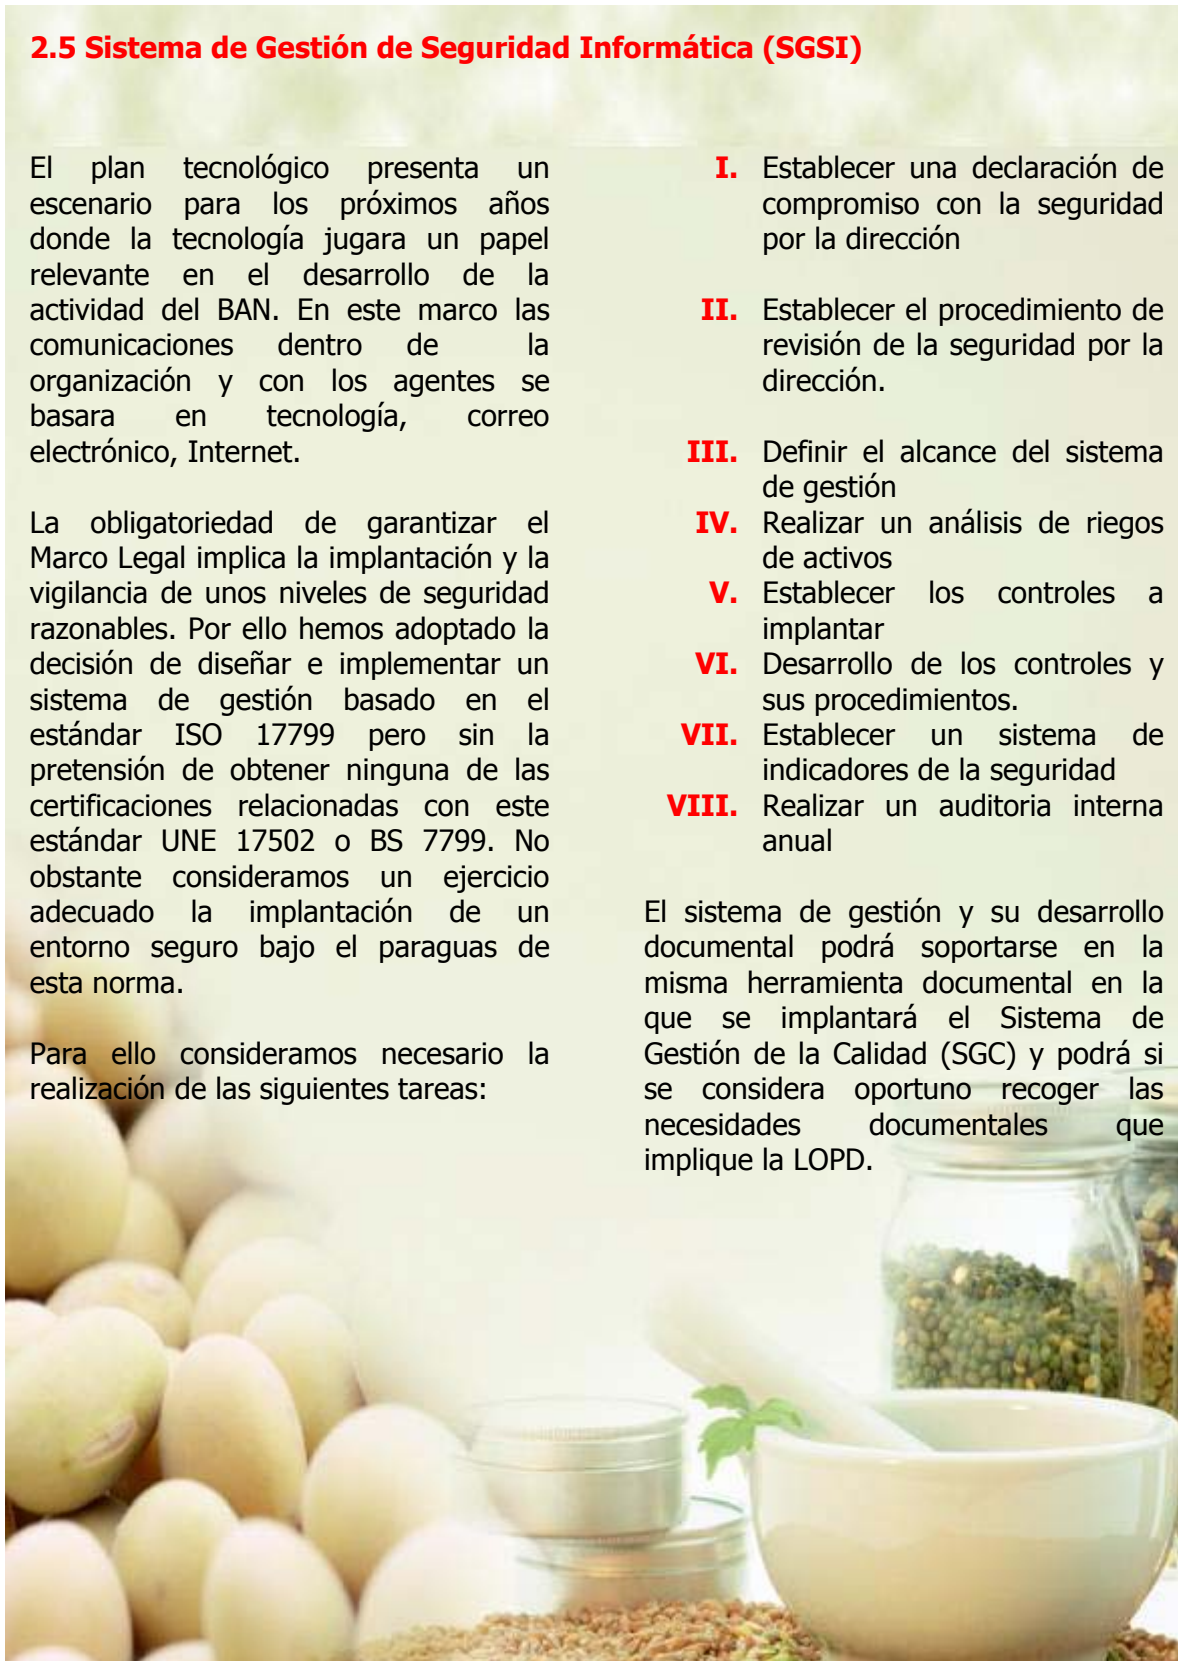 2.5 Sistema de Gestión de Seguridad Informática (SGSI)
El plan tecnológico presenta un
escenario para los próximos años
donde la tecnología jugara un papel
relevante en el desarrollo de la
actividad del BAN. En este marco las
comunicaciones dentro de la
organización y con los agentes se
basara en tecnología, correo
electrónico, Internet.
La obligatoriedad de garantizar el
Marco Legal implica la implantación y la
vigilancia de unos niveles de seguridad
razonables. Por ello hemos adoptado la
decisión de diseñar e implementar un
sistema de gestión basado en el
estándar ISO 17799 pero sin la
pretensión de obtener ninguna de las
certificaciones relacionadas con este
estándar UNE 17502 o BS 7799. No
obstante consideramos un ejercicio
adecuado la implantación de un
entorno seguro bajo el paraguas de
esta norma.
Para ello consideramos necesario la
realización de las siguientes tareas:
I. Establecer una declaración de
compromiso con la seguridad
por la dirección
II. Establecer el procedimiento de
revisión de la seguridad por la
dirección.
III. Definir el alcance del sistema
de gestión
IV. Realizar un análisis de riegos
de activos
V. Establecer los controles a
implantar
VI. Desarrollo de los controles y
sus procedimientos.
VII. Establecer un sistema de
indicadores de la seguridad
VIII. Realizar un auditoria interna
anual
El sistema de gestión y su desarrollo
documental podrá soportarse en la
misma herramienta documental en la
que se implantará el Sistema de
Gestión de la Calidad (SGC) y podrá si
se considera oportuno recoger las
necesidades documentales que
implique la LOPD.